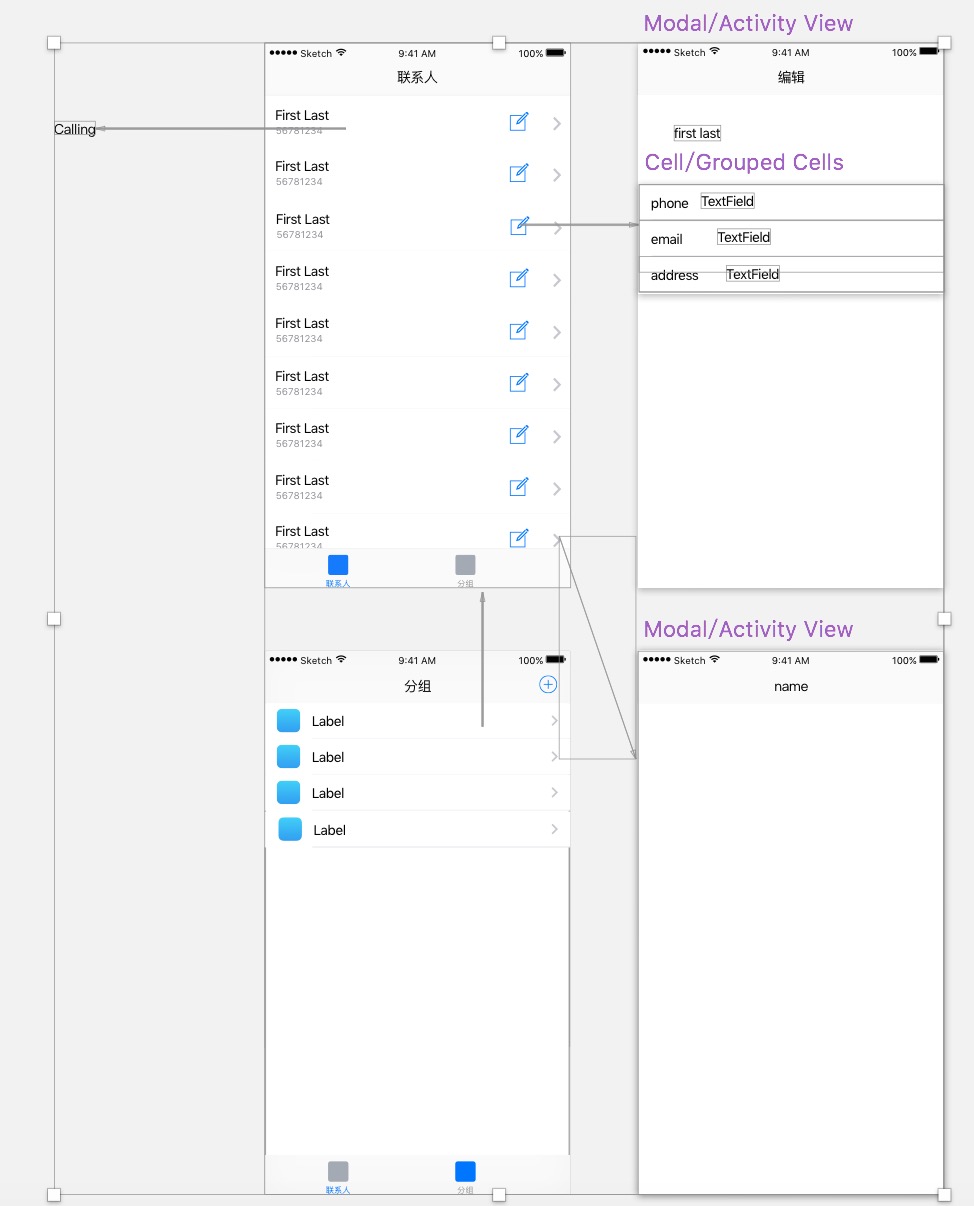 Modal/Activity View
Sketch 9:41 AM 100%
联系人
First Last
56781234
First Last
56781234
First Last
56781234
First Last
56781234
First Last
56781234
First Last
56781234
First Last
56781234
First Last
56781234
First Last
56781234
联系人 分组
Calling
Sketch 9:41 AM 100%
编辑
first last
Cell/Grouped Cells
phone TextField
email TextField
address TextField
Sketch 9:41 AM 100%
分组
Label
Label
Label
Label
联系人 分组
Modal/Activity View
Sketch 9:41 AM 100%
name